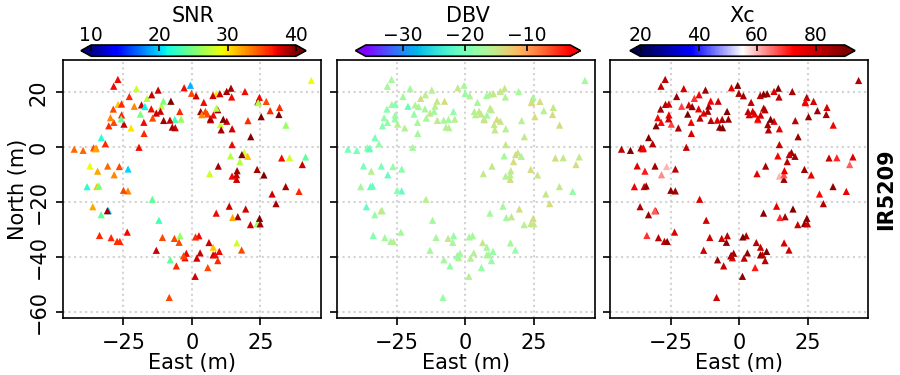 SNR DBV Xc
10 20 30 40 −30 −20 −10 20 40 60 80
20
0
−20
−40
−60
North (m)
IR5209
−25 0 25 −25 0 25 −25 0 25
East (m) East (m) East (m)